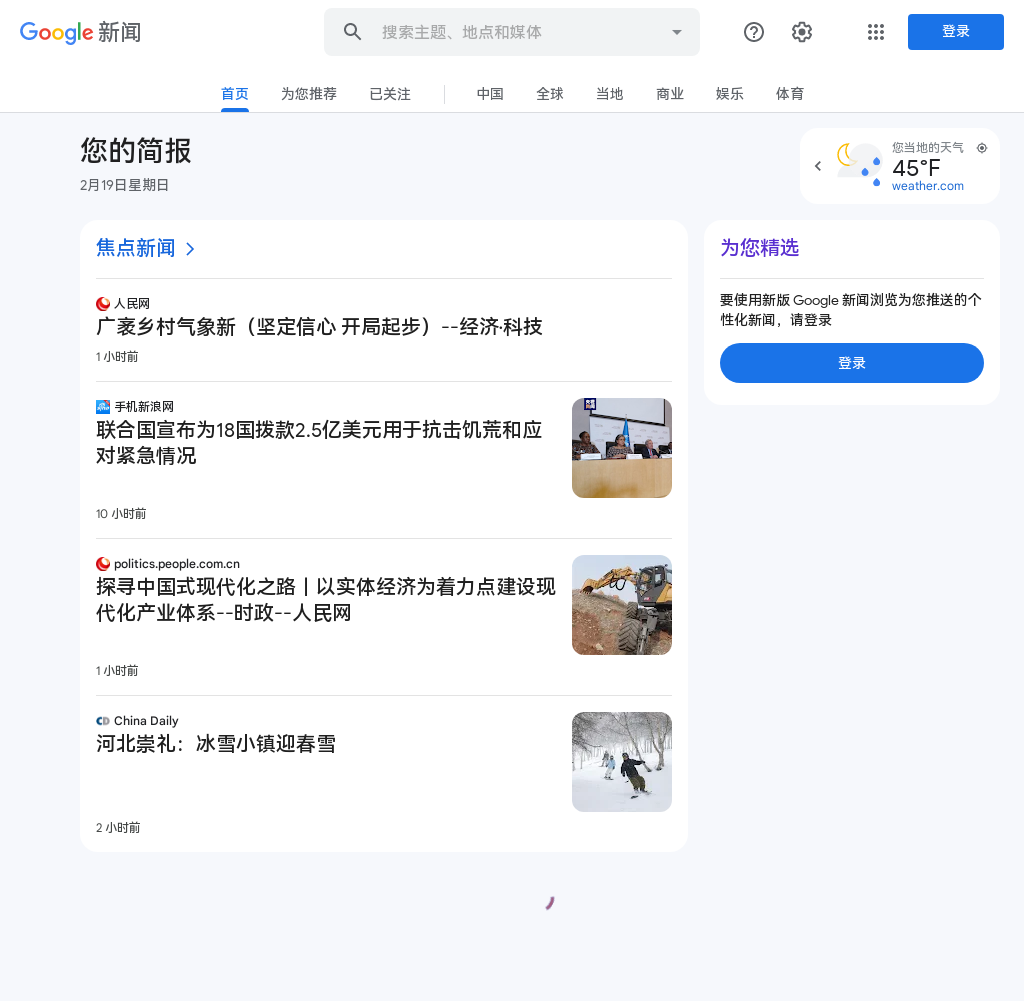 Google 新闻
搜索主题、地点和媒体
登录
首页
为您推荐
已关注
中国
全球
当地
商业
娱乐
体育
您的简报
2月19日星期日
您当地的天气
45°F
weather.com
焦点新闻
人民网
广袤乡村气象新（坚定信心 开局起步）--经济·科技
1 小时前
手机新浪网
联合国宣布为18国拨款2.5亿美元用于抗击饥荒和应
对紧急情况
10 小时前
politics.people.com.cn
探寻中国式现代化之路丨以实体经济为着力点建设现
代化产业体系--时政--人民网
1 小时前
China Daily
河北崇礼：冰雪小镇迎春雪
2 小时前
为您精选
要使用新版 Google 新闻浏览为您推送的个
性化新闻，请登录
登录